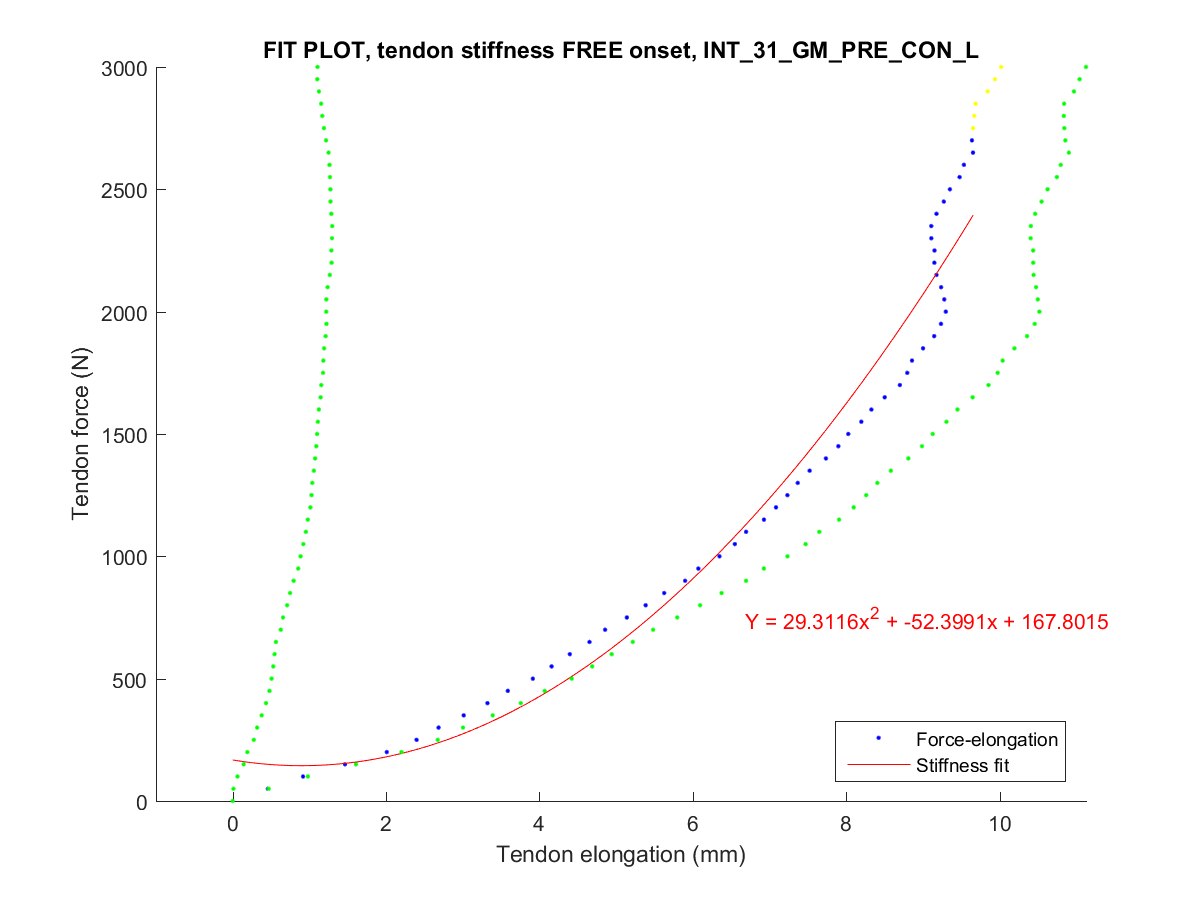 FIT PLOT, tendon stiffness FREE onset, INT_31_GM_PRE_CON_L
3000
2500
2000
1500
1000
500
0
Tendon force (N)
Y = 29.3116x² + -52.3991x + 167.8015
Force-elongation
Stiffness fit
0 2 4 6 8 10
Tendon elongation (mm)